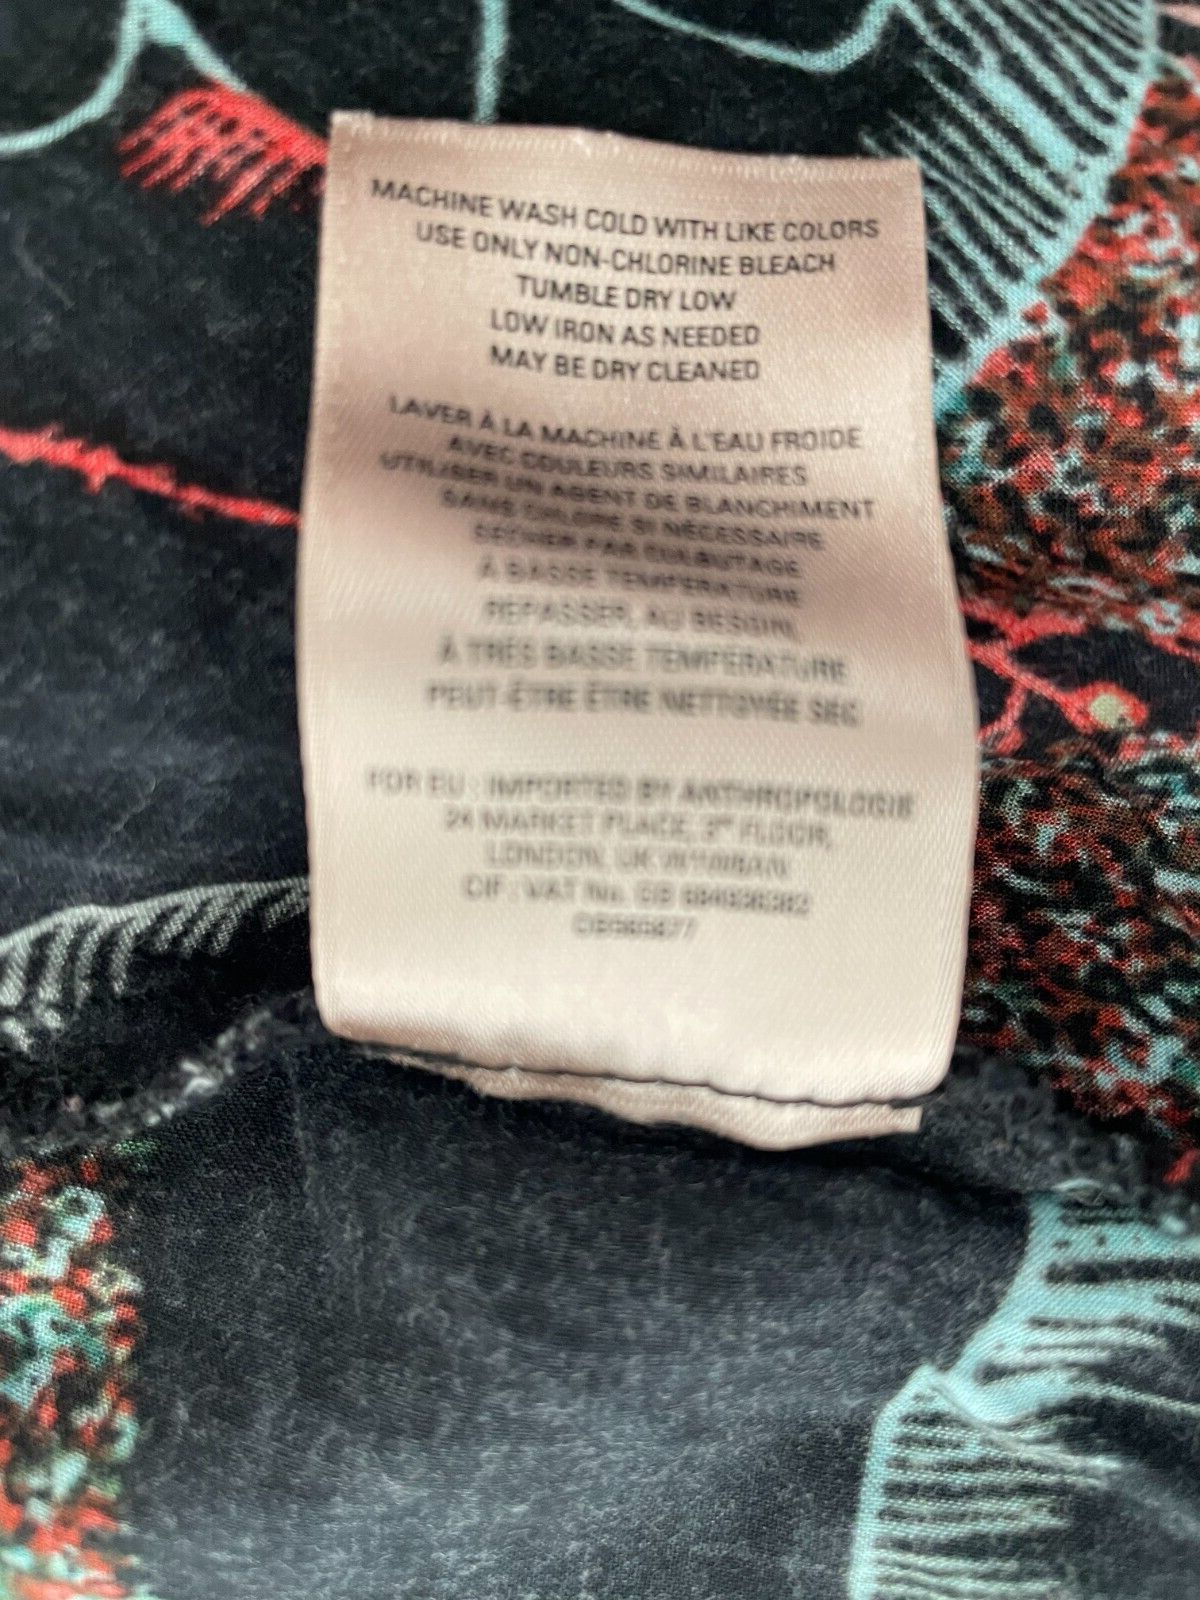 MACHINE WASH COLD WITH LIKE COLORS
USE ONLY NON-CHLORINE BLEACH
TUMBLE DRY LOW
LOW IRON AS NEEDED
MAY BE DRY CLEANED
LAVER À LA MACHINE À L'EAU FROIDE
AVEC COULEURS SIMILAIRES
UTILISER UN AGENT DE BLANCHIMENT
SANS CHLORE SI NÉCESSAIRE
SÉCHER PAR CULBUTAGE
À BASSE TEMPÉRATURE
REPASSER, AU BESOIN,
À TRÈS BASSE TEMPÉRATURE
PEUT-ÊTRE ÊTRE NETTOYÉE SEC
FOR EU : IMPORTED BY ANTHROPOLOGIE
24 MARKET PLACE, FLOOR,
LONDON, UK
CIF : VAT No. GB